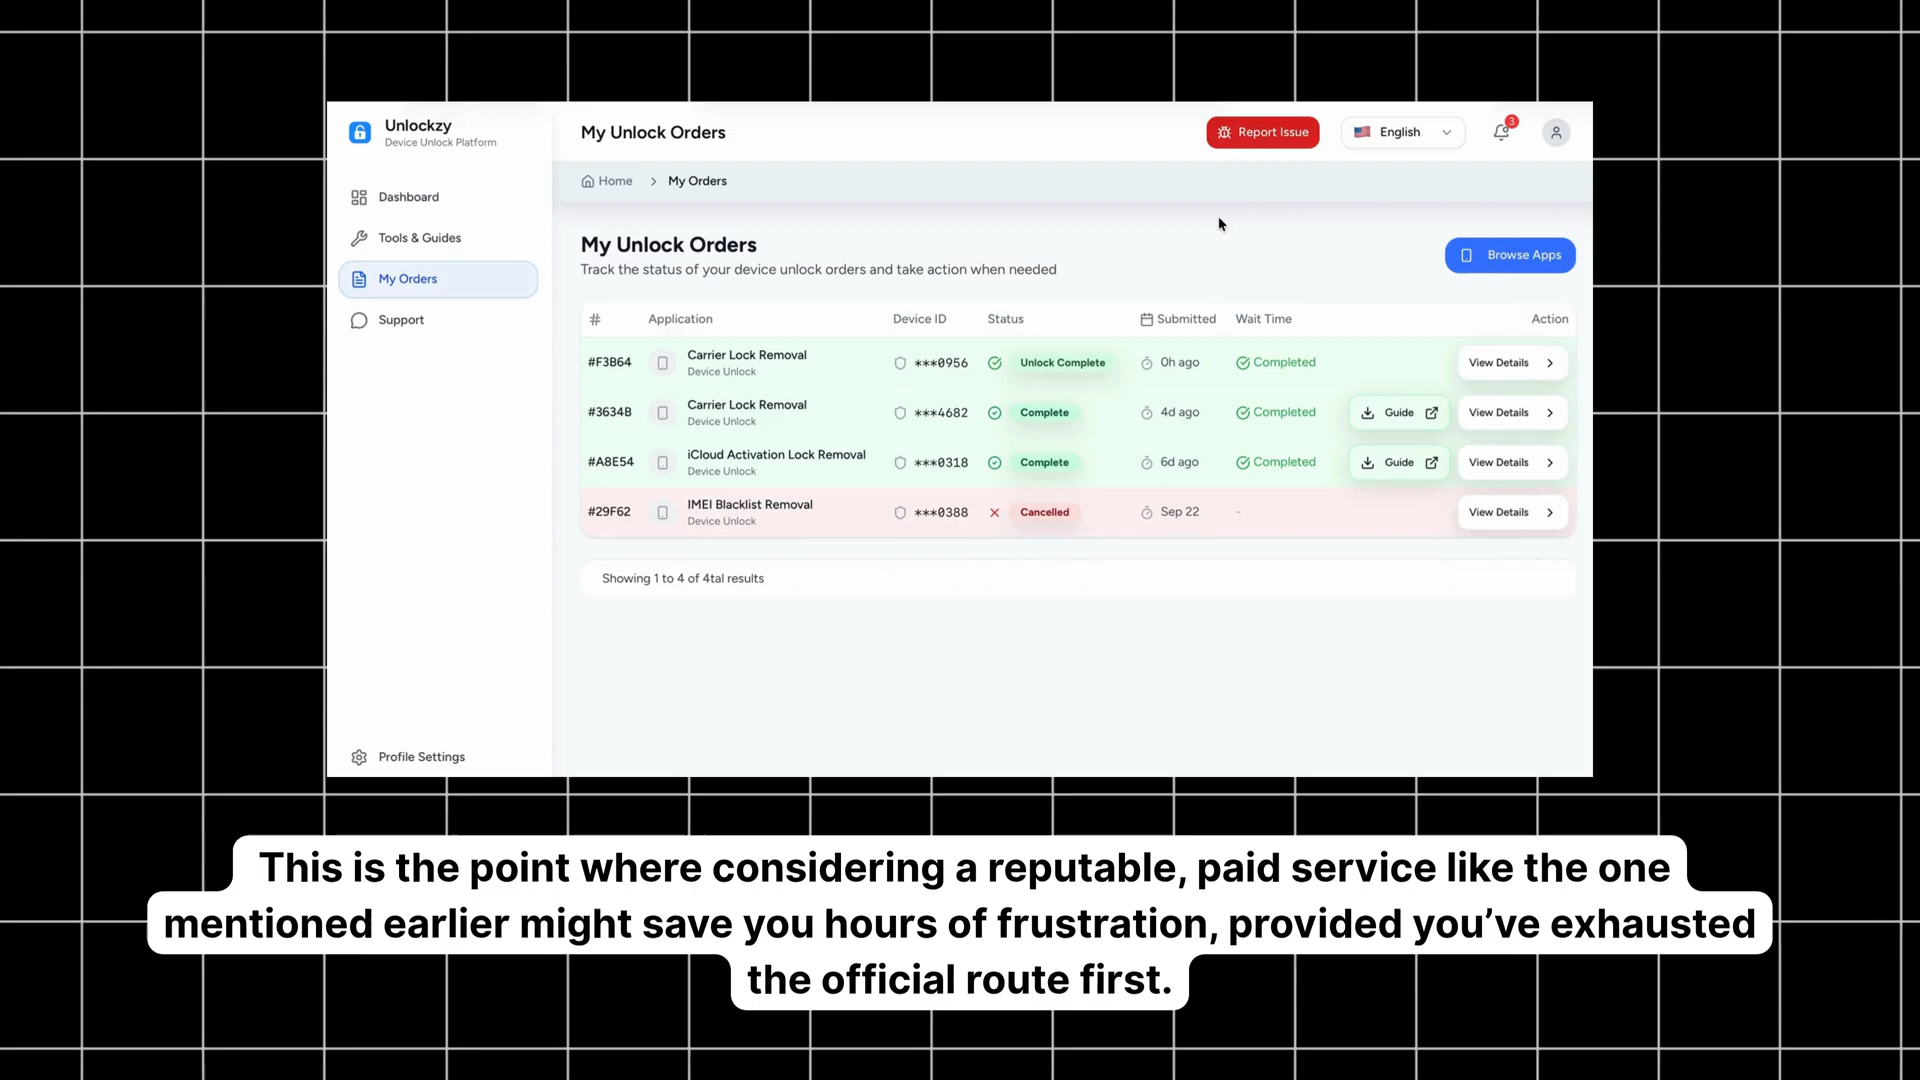 Unlockzy
Device Unlock Platform
My Unlock Orders
Report Issue
English
3
Home > My Orders
Dashboard
Tools & Guides
My Orders
Support
Profile Settings
My Unlock Orders
Track the status of your device unlock orders and take action when needed
Browse Apps
# Application Device ID Status Submitted Wait Time Action
#F3B64 Carrier Lock Removal ***0956 Unlock Complete 0h ago Completed View Details
Device Unlock
#3634B Carrier Lock Removal ***4682 Complete 4d ago Completed Guide View Details
Device Unlock
#A8E54 iCloud Activation Lock Removal ***0318 Complete 6d ago Completed Guide View Details
Device Unlock
#29F62 IMEI Blacklist Removal ***0388 Cancelled Sep 22 - View Details
Device Unlock
Showing 1 to 4 of 4tal results
This is the point where considering a reputable, paid service like the one
mentioned earlier might save you hours of frustration, provided you’ve exhausted
the official route first.